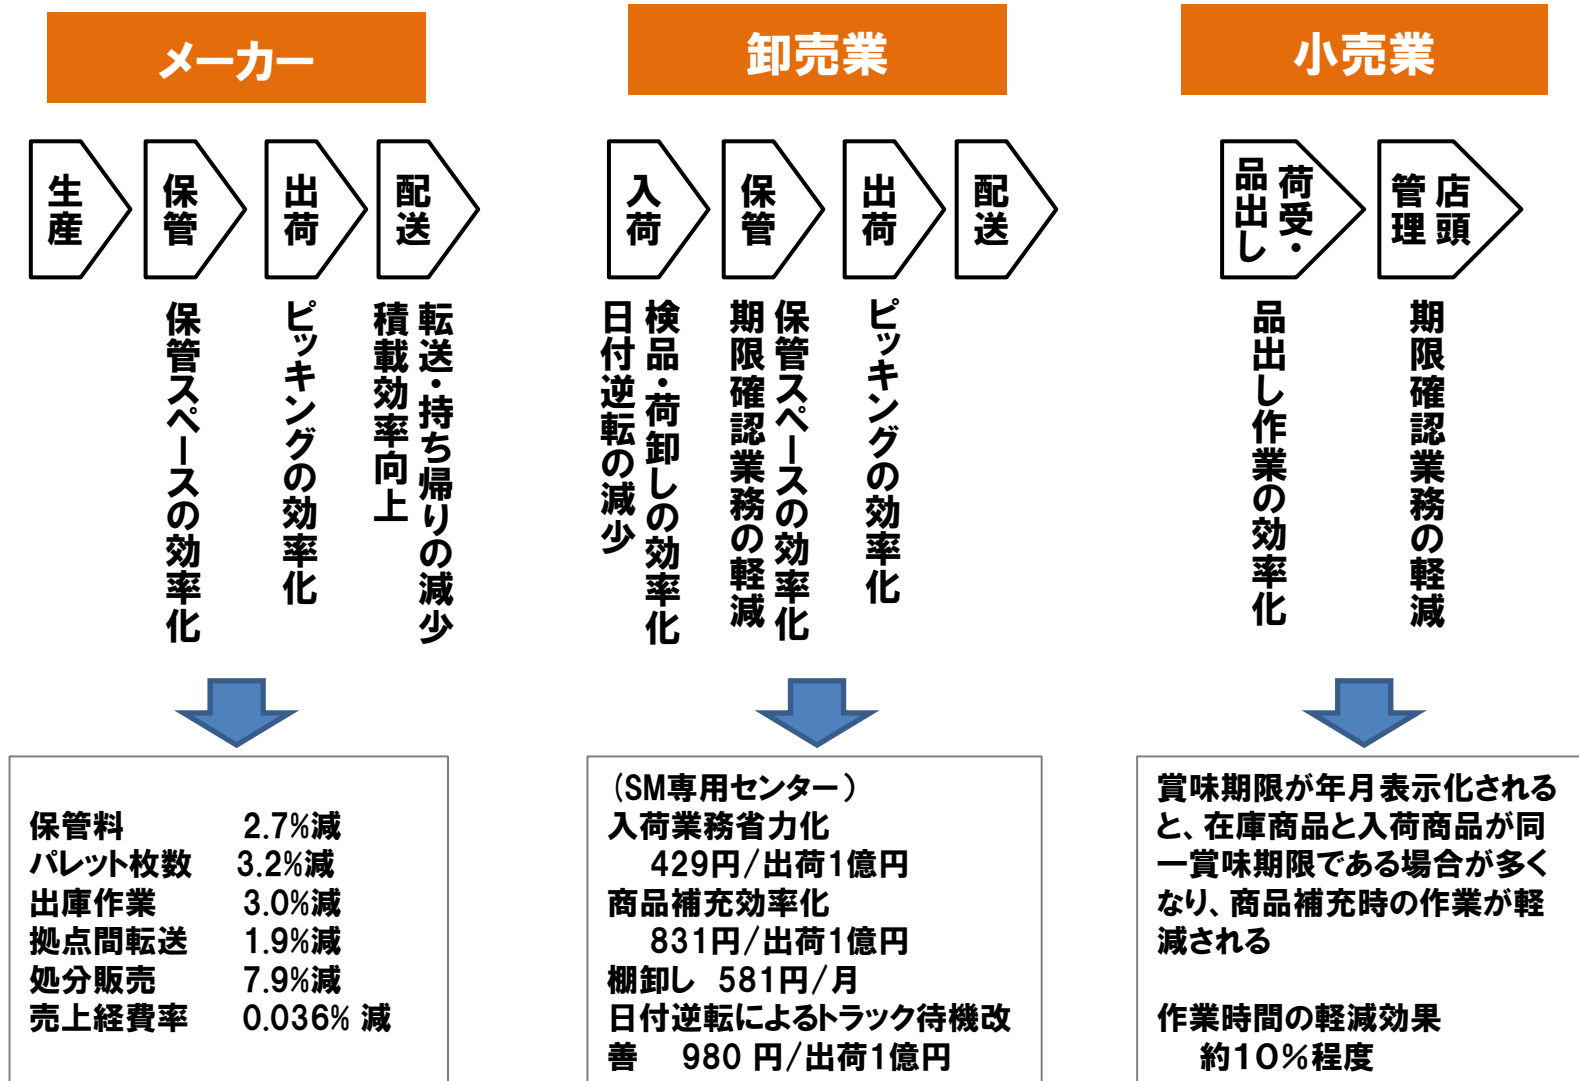 メーカー
生産
保管
出荷
配送
保管スペースの効率化
ピッキングの効率化
転送・持ち帰りの減少
積載効率向上
保管料 2.7%減
パレット枚数 3.2%減
出庫作業 3.0%減
拠点間転送 1.9%減
処分販売 7.9%減
売上経費率 0.036% 減
卸売業
入荷
保管
出荷
配送
検品・荷卸しの効率化
日付逆転の減少
保管スペースの効率化
期限確認業務の軽減
ピッキングの効率化
(SM専用センター)
入荷業務省力化
429円/出荷1億円
商品補充効率化
831円/出荷1億円
棚卸し 581円/月
日付逆転によるトラック待機改
善 980 円/出荷1億円
小売業
荷受・
品出し
店頭
管理
品出し作業の効率化
期限確認業務の軽減
賞味期限が年月表示化される
と、在庫商品と入荷商品が同
一賞味期限である場合が多く
なり、商品補充時の作業が軽
減される
作業時間の軽減効果
約10%程度